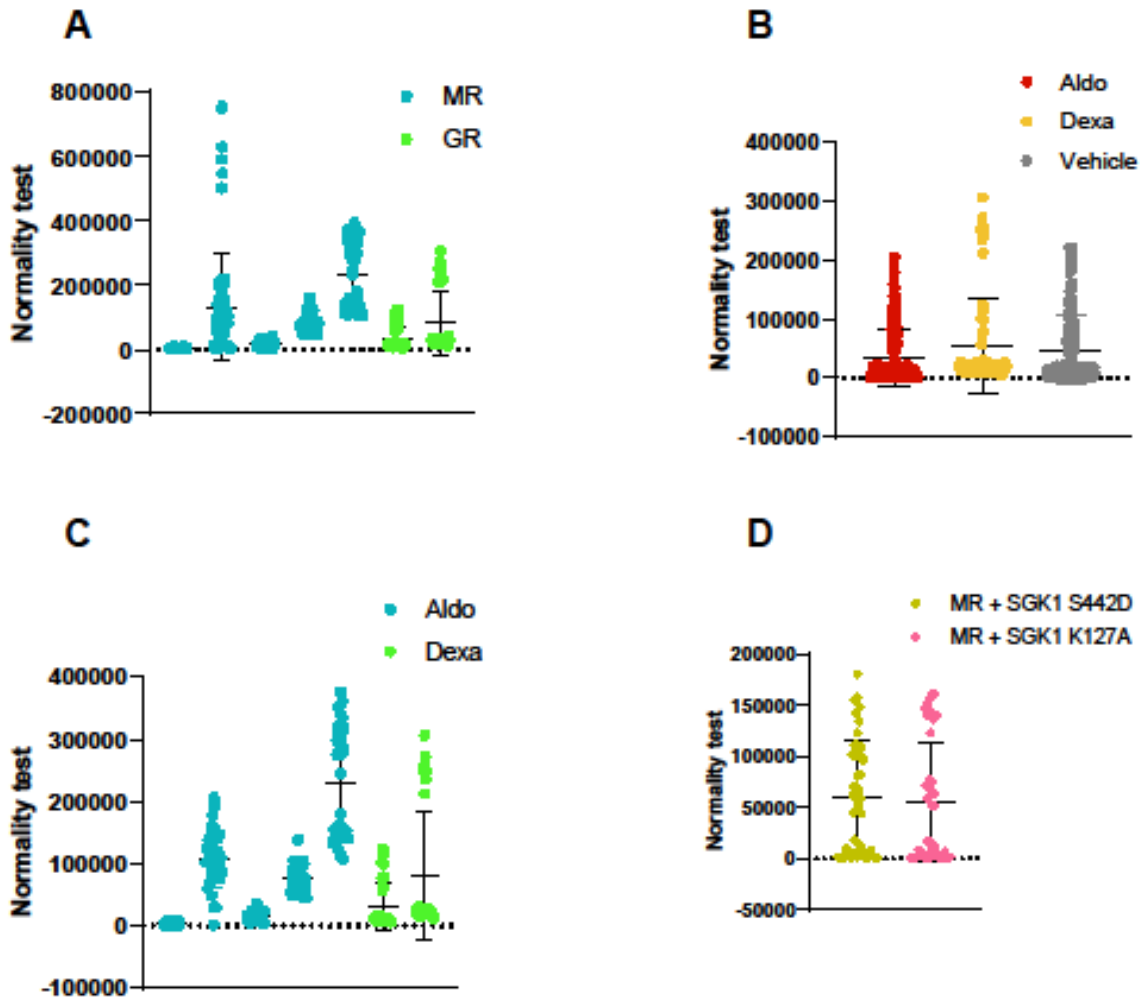 A
MR
GR
Normality test
800000
600000
400000
200000
0
-200000
B
Aldo
Dexa
Vehicle
Normality test
400000
300000
200000
100000
0
-100000
C
Aldo
Dexa
Normality test
400000
300000
200000
100000
0
-100000
D
MR + SGK1 S442D
MR + SGK1 K127A
Normality test
200000
150000
100000
50000
0
-50000